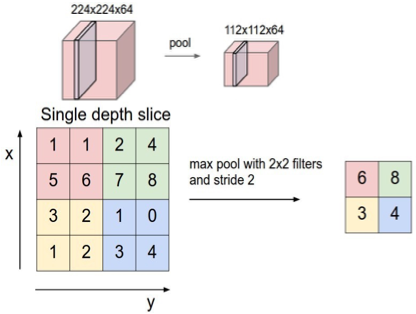 224x224x64
112x112x64
pool
Single depth slice
x
1 1 2 4
5 6 7 8
3 2 1 0
1 2 3 4
y
max pool with 2x2 filters
and stride 2
6 8
3 4